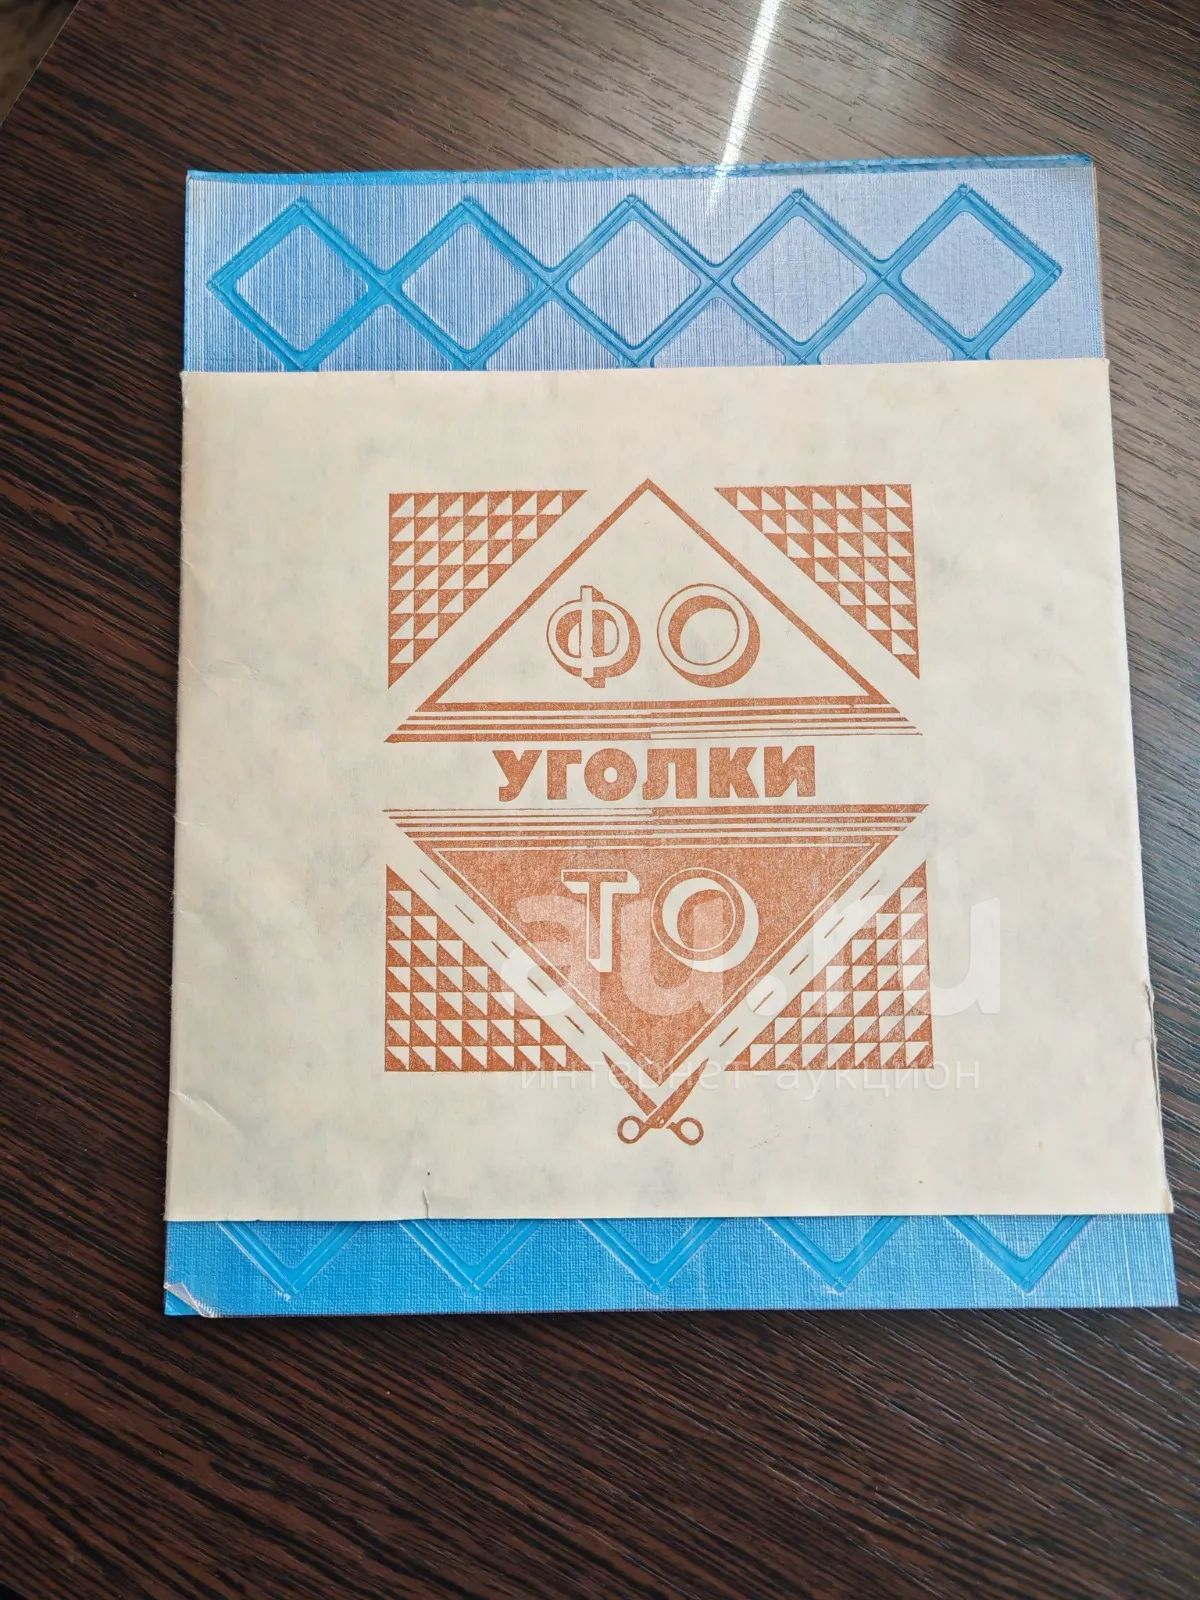 ФО
УГОЛКИ
ТО
au.ru
интернет-аукцион